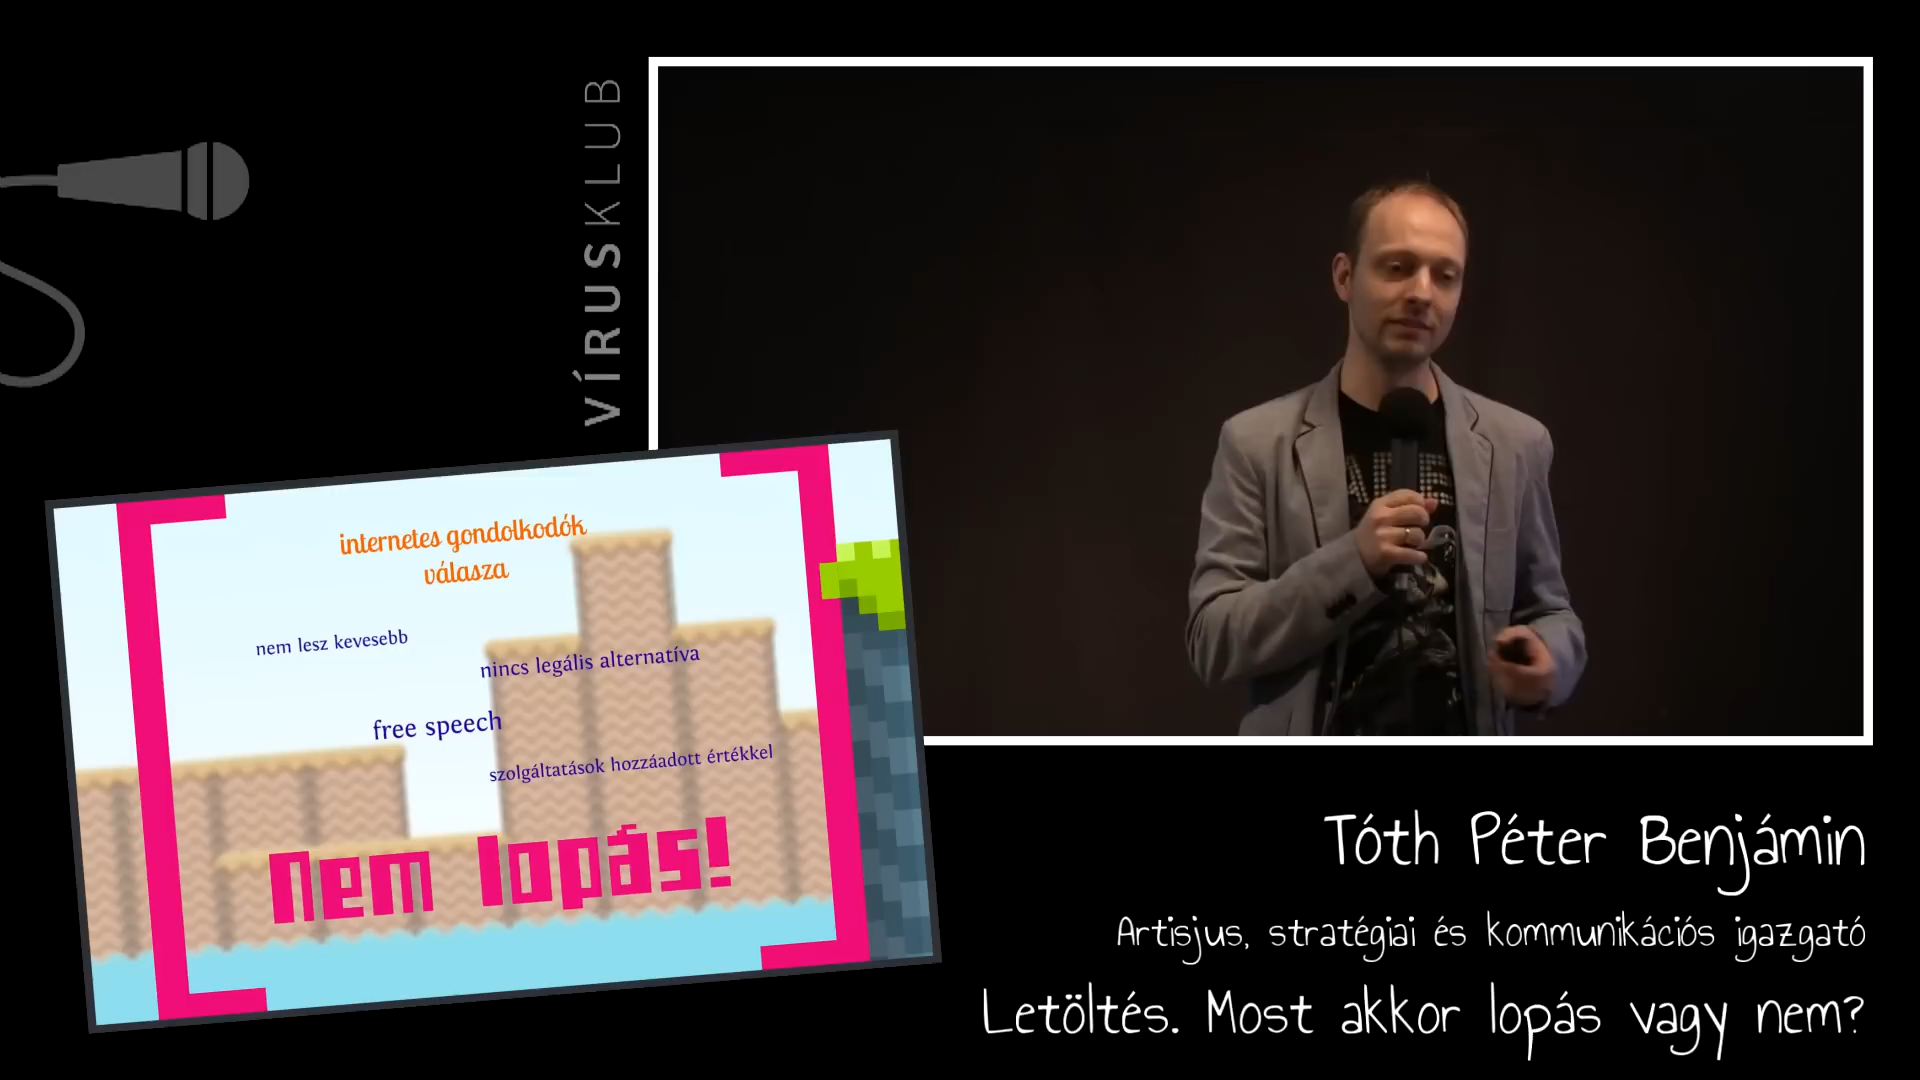 VÍRUSKLUB
internetes gondolkodók
válasza
nem lesz kevesebb
nincs legális alternatíva
free speech
szolgáltatások hozzáadott értékkel
Nem lopás!
Tóth Péter Benjámin
Artisjus, stratégiai és kommunikációs igazgató
Letöltés. Most akkor lopás vagy nem?